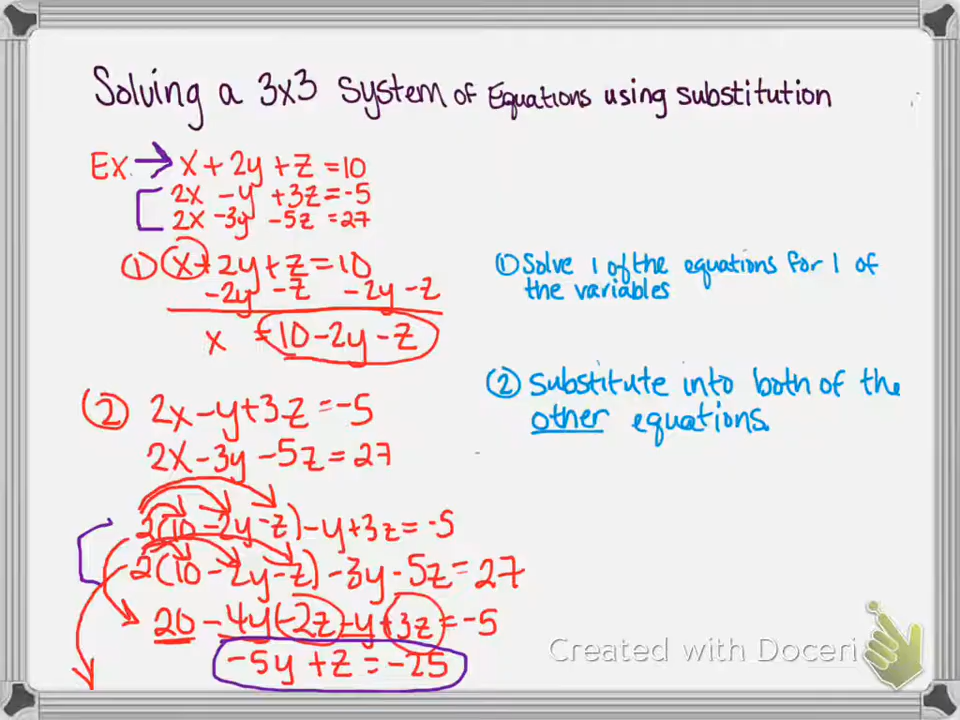 Solving a 3x3 System of Equations using substitution
Ex → x + 2y + z = 10
2x - y + 3z = -5
2x - 3y - 5z = 27
① x + 2y + z = 10
-2y - z -2y - z
x = 10 - 2y - z
① Solve 1 of the equations for 1 of
the variables
② 2x - y + 3z = -5
2x - 3y - 5z = 27
② Substitute into both of the
other equations.
2(10 - 2y - z) - y + 3z = -5
2(10 - 2y - z) - 3y - 5z = 27
20 - 4y - 2z - y + 3z = -5
-5y + z = -25
Created with Doceri